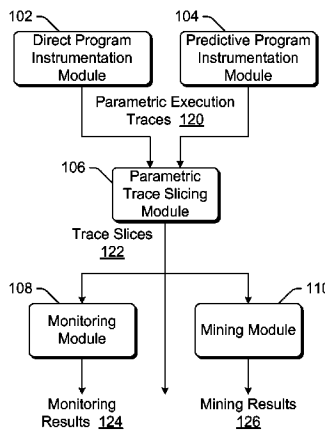 102
104
Direct Program
Instrumentation
Module
Predictive Program
Instrumentation
Module
Parametric Execution
Traces 120
106
Parametric
Trace Slicing
Module
Trace Slices
122
108
110
Monitoring
Module
Mining Module
Monitoring
Results 124
Mining Results
126